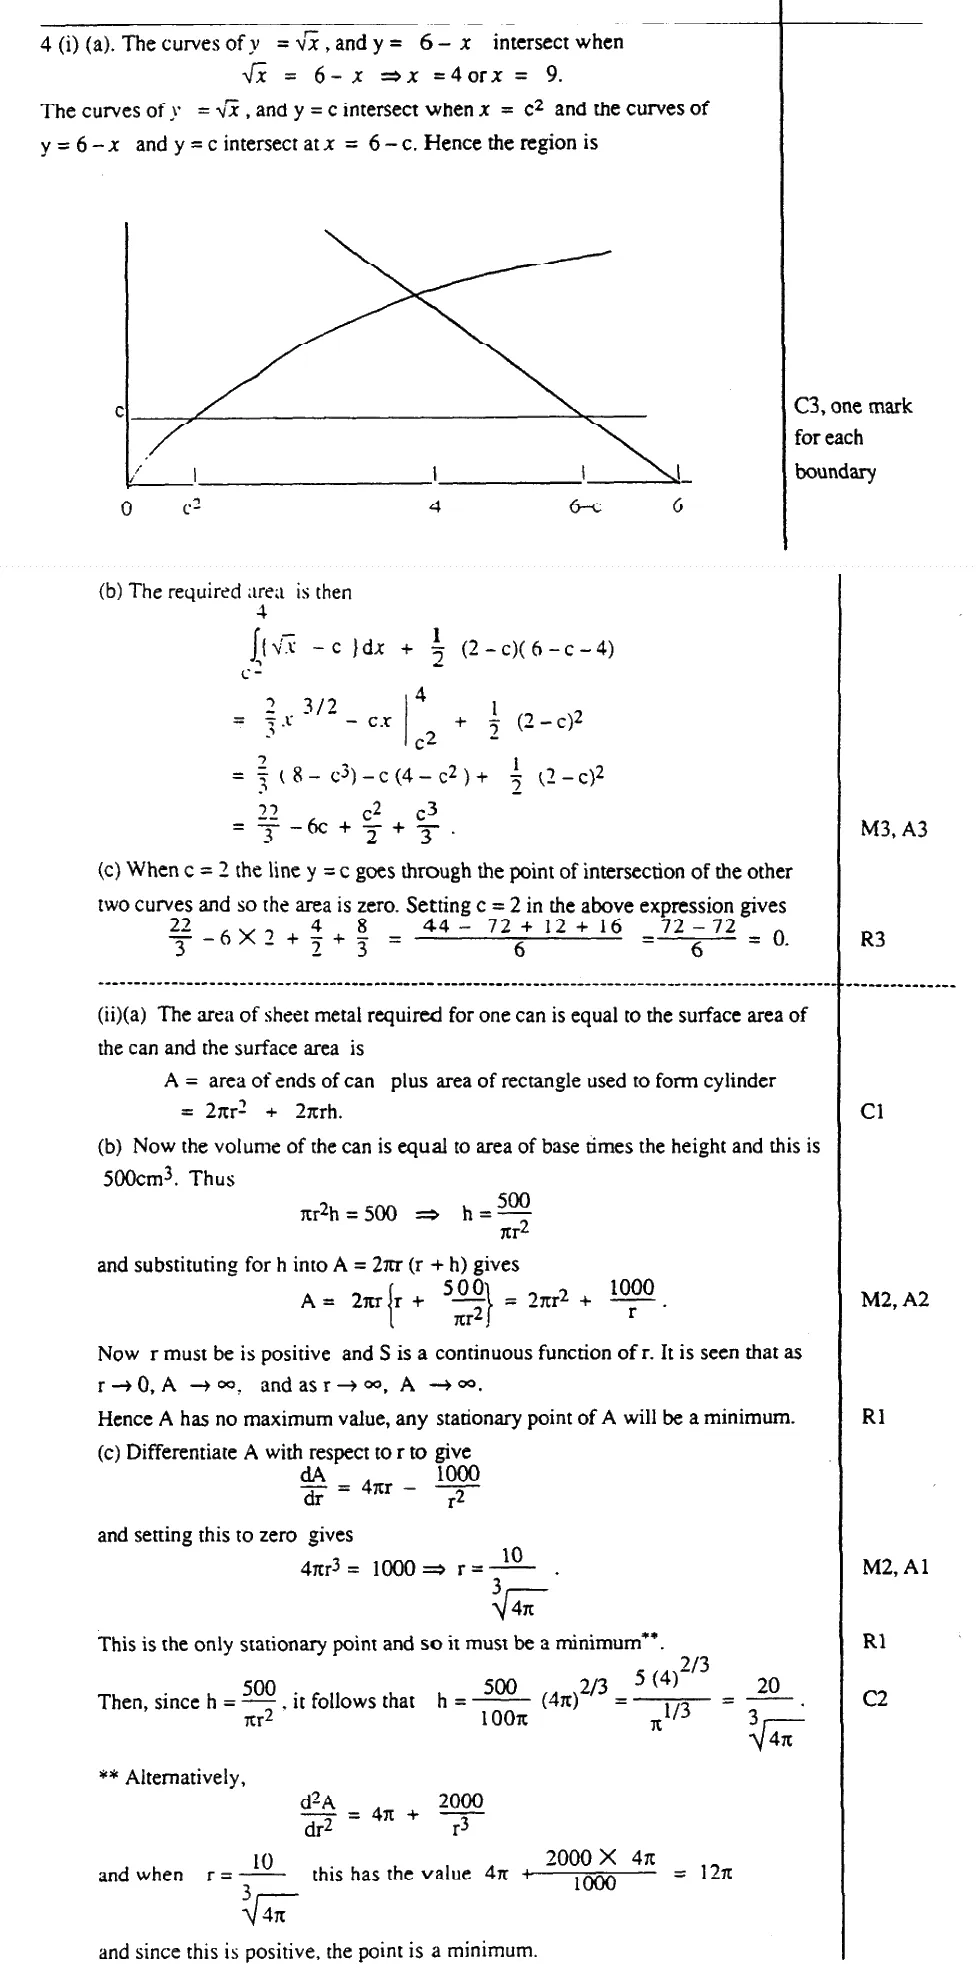 4 (i) (a). The curves of y = √x , and y = 6 – x intersect when
√x = 6 – x ⇒ x = 4 or x = 9.
The curves of y = √x , and y = c intersect when x = c² and the curves of
y = 6 – x and y = c intersect at x = 6 – c. Hence the region is
c
0 c² 4 6–c 6
C3, one mark
for each
boundary
(b) The required area is then
∫_{c²}^{4} {√x – c }dx + 1/2 (2 – c)( 6 – c – 4)
= 2/3 x^{3/2} – cx |_{c²}^{4} + 1/2 (2 – c)²
= 2/3 ( 8 – c³) – c (4 – c² ) + 1/2 (2 – c)²
= 22/3 – 6c + c²/2 + c³/3 . M3, A3
(c) When c = 2 the line y = c goes through the point of intersection of the other
two curves and so the area is zero. Setting c = 2 in the above expression gives
22/3 – 6 X 2 + 4/2 + 8/3 = (44 – 72 + 12 + 16)/6 = (72 – 72)/6 = 0. R3
(ii)(a) The area of sheet metal required for one can is equal to the surface area of
the can and the surface area is
A = area of ends of can plus area of rectangle used to form cylinder
= 2πr² + 2πrh. C1
(b) Now the volume of the can is equal to area of base times the height and this is
500cm³. Thus
πr²h = 500 ⇒ h = 500/πr²
and substituting for h into A = 2πr (r + h) gives
A = 2πr {r + 500/πr²} = 2πr² + 1000/r . M2, A2
Now r must be is positive and S is a continuous function of r. It is seen that as
r → 0, A → ∞, and as r → ∞, A → ∞.
Hence A has no maximum value, any stationary point of A will be a minimum. R1
(c) Differentiate A with respect to r to give
dA/dr = 4πr – 1000/r²
and setting this to zero gives
4πr³ = 1000 ⇒ r = 10/∛4π . M2, A1
This is the only stationary point and so it must be a minimum**. R1
Then, since h = 500/πr² , it follows that h = 500/100π (4π)^{2/3} = 5 (4)^{2/3}/π^{1/3} = 20/∛4π . C2
** Alternatively,
d²A/dr² = 4π + 2000/r³
and when r = 10/∛4π this has the value 4π + (2000 X 4π)/1000 = 12π
and since this is positive, the point is a minimum.